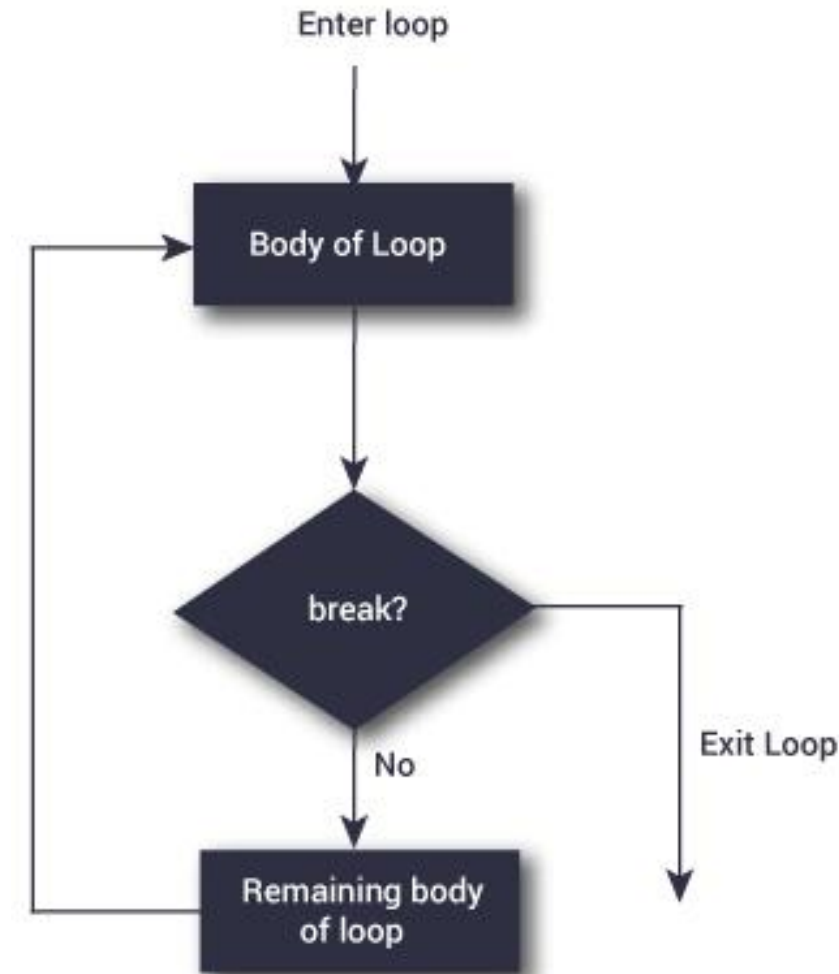 Enter loop
Body of Loop
break?
No
Exit Loop
Remaining body
of loop